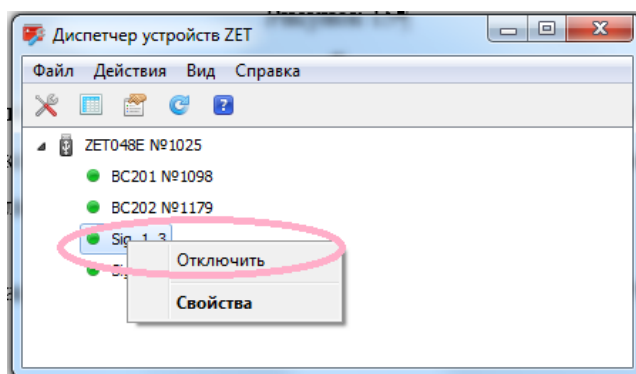 Диспетчер устройств ZET
Файл Действия Вид Справка
ZET048E №1025
BC201 №1098
BC202 №1179
Sig_1_3
Отключить
Свойства